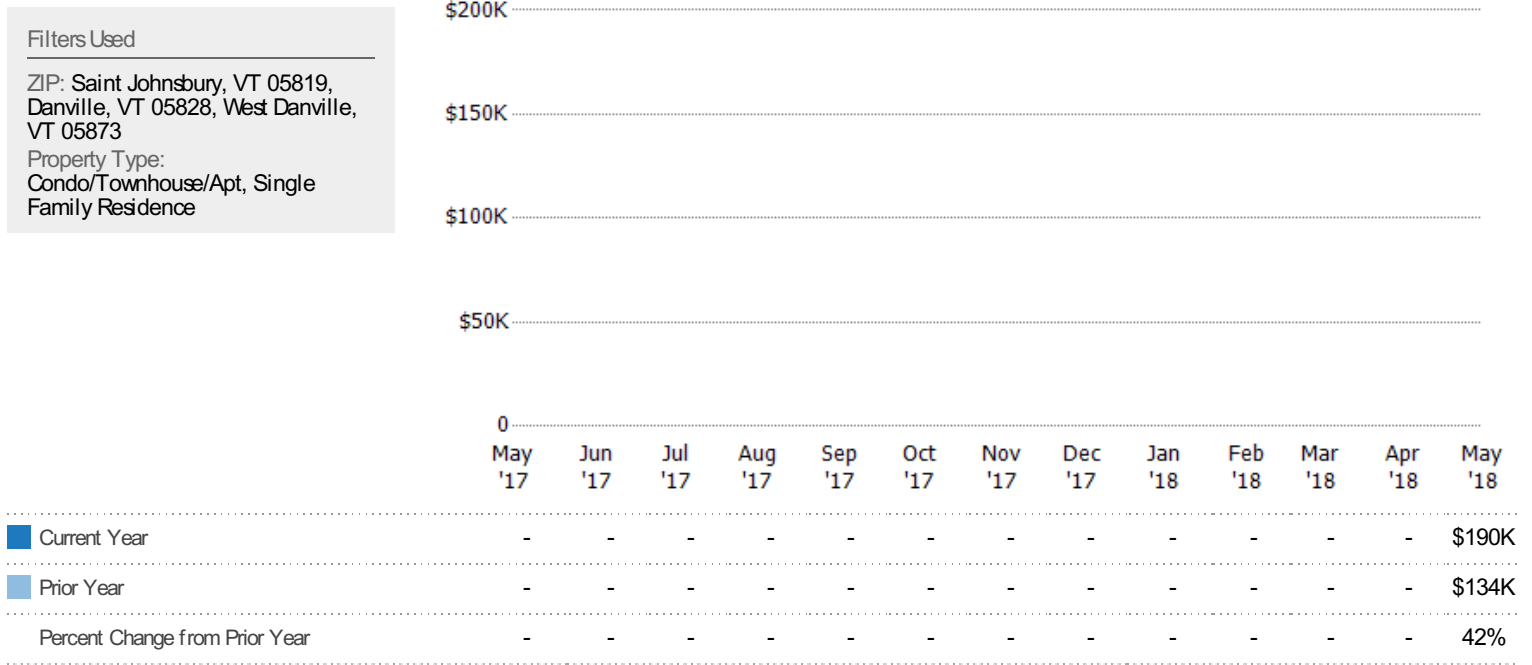 Filters Used
ZIP: Saint Johnsbury, VT 05819,
Danville, VT 05828, West Danville,
VT 05873
Property Type:
Condo/Townhouse/Apt, Single
Family Residence
$200K
$150K
$100K
$50K
0
May Jun Jul Aug Sep Oct Nov Dec Jan Feb Mar Apr May
'17 '17 '17 '17 '17 '17 '17 '17 '18 '18 '18 '18 '18
Current Year - - - - - - - - - - - - $190K
Prior Year - - - - - - - - - - - - $134K
Percent Change from Prior Year - - - - - - - - - - - - 42%